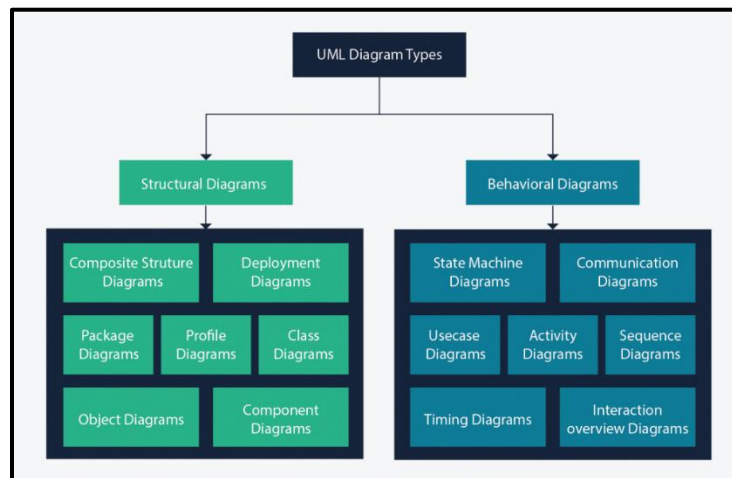 UML Diagram Types
Structural Diagrams
Behavioral Diagrams
Composite Struture
Diagrams
Deployment
Diagrams
Package
Diagrams
Profile
Diagrams
Class
Diagrams
Object Diagrams
Component
Diagrams
State Machine
Diagrams
Communication
Diagrams
Usecase
Diagrams
Activity
Diagrams
Sequence
Diagrams
Timing Diagrams
Interaction
overview Diagrams